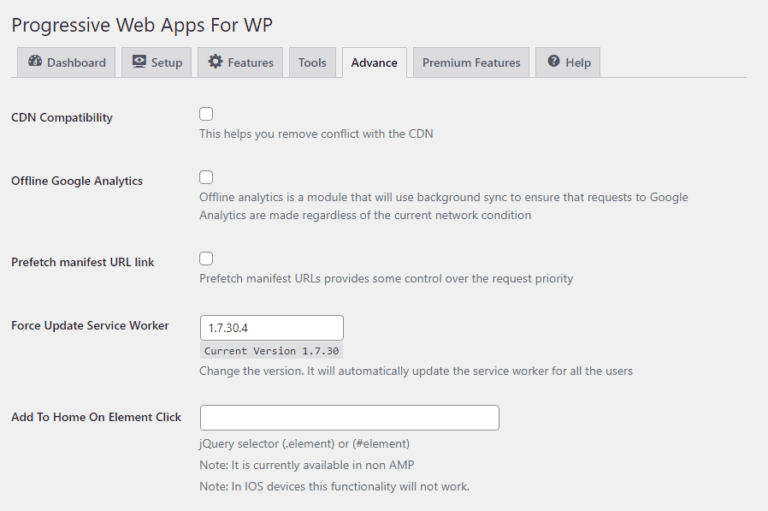 Progressive Web Apps For WP
Dashboard Setup Features Tools Advance Premium Features Help
CDN Compatibility
This helps you remove conflict with the CDN
Offline Google Analytics
Offline analytics is a module that will use background sync to ensure that requests to Google
Analytics are made regardless of the current network condition
Prefetch manifest URL link
Prefetch manifest URLs provides some control over the request priority
Force Update Service Worker 1.7.30.4
Current Version 1.7.30
Change the version. It will automatically update the service worker for all the users
Add To Home On Element Click
jQuery selector (.element) or (#element)
Note: It is currently available in non AMP
Note: In IOS devices this functionality will not work.